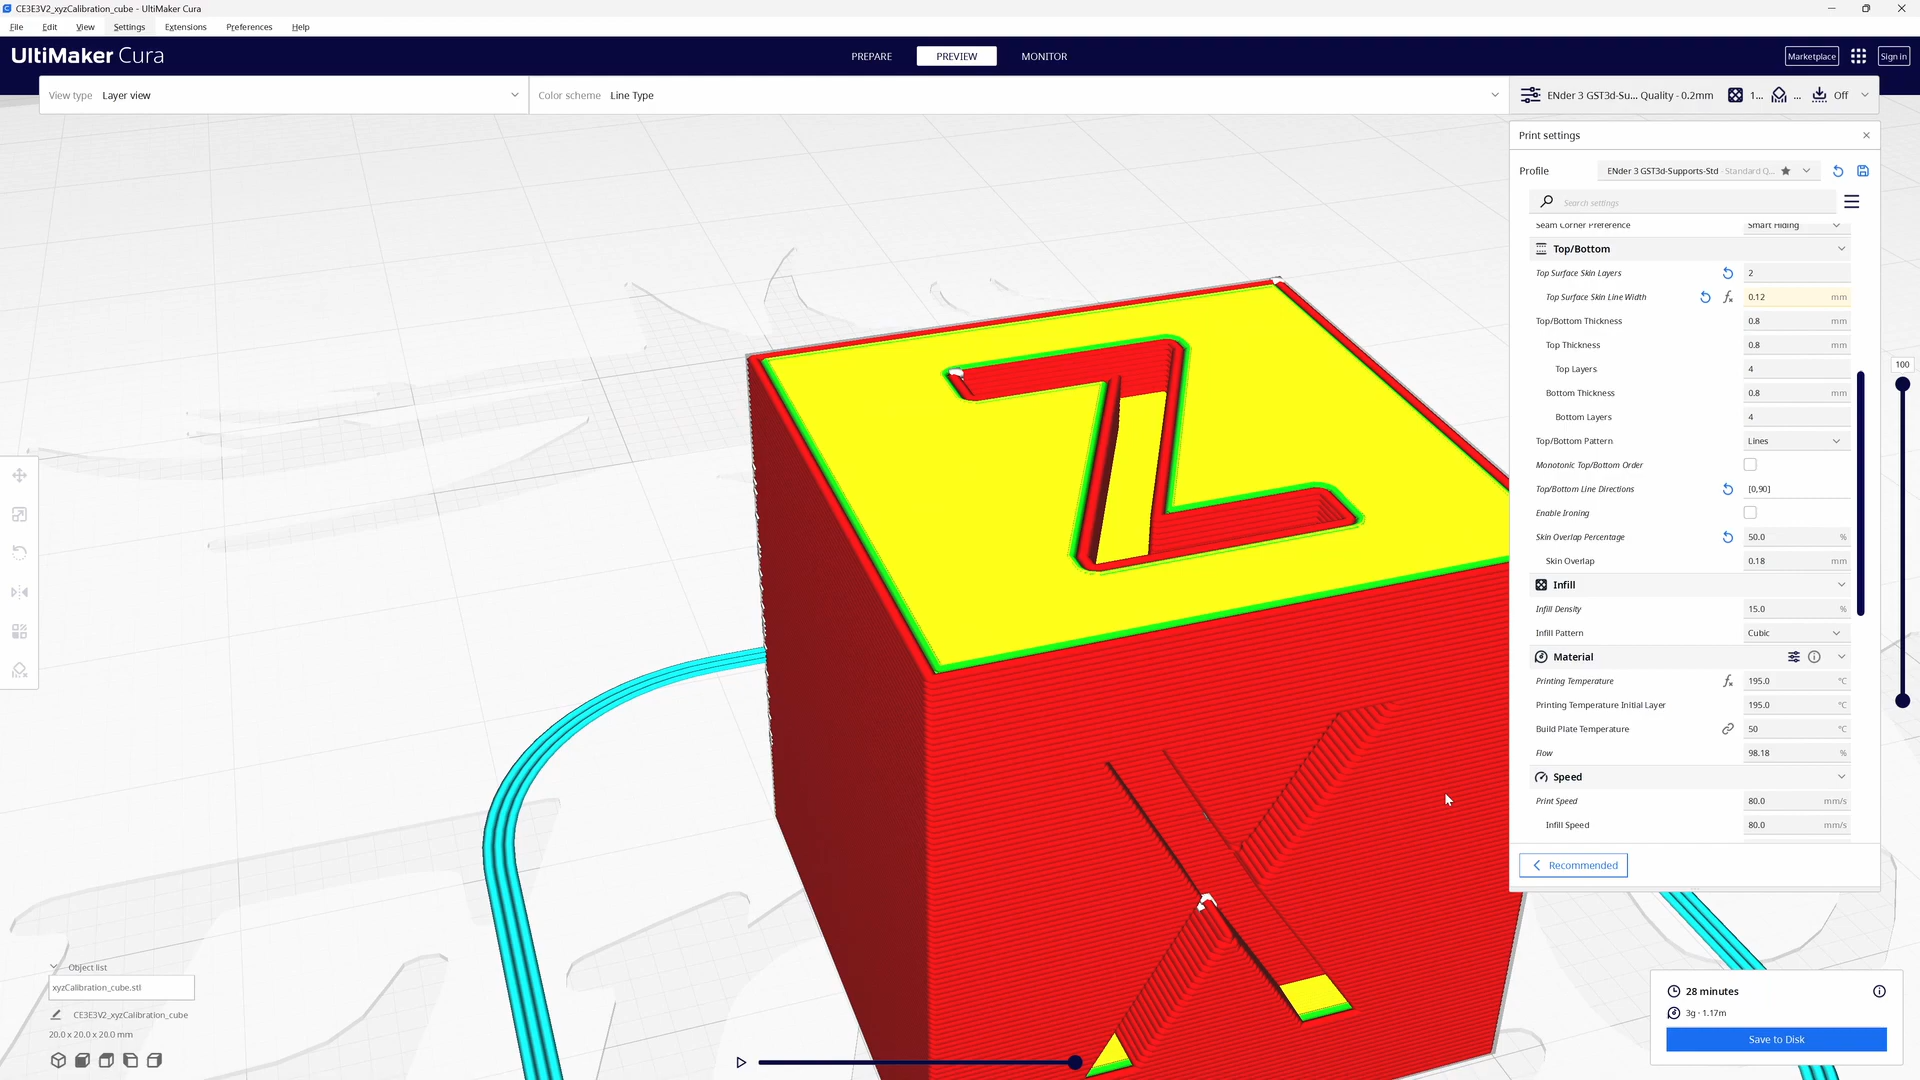 CE3E3V2_xyzCalibration_cube - UltiMaker Cura
File Edit View Settings Extensions Preferences Help
UltiMaker Cura
PREPARE PREVIEW MONITOR
Marketplace Sign in
View type Layer view
Color scheme Line Type
ENder 3 GST3d-Su... Quality - 0.2mm 1... ... Off
Print settings
Profile ENder 3 GST3d-Supports-Std - Standard Q...
Search settings
Seam Corner Preference Smart Hiding
Top/Bottom
Top Surface Skin Layers 2
Top Surface Skin Line Width 0.12 mm
Top/Bottom Thickness 0.8 mm
Top Thickness 0.8 mm
Top Layers 4
Bottom Thickness 0.8 mm
Bottom Layers 4
Top/Bottom Pattern Lines
Monotonic Top/Bottom Order
Top/Bottom Line Directions [0,90]
Enable Ironing
Skin Overlap Percentage 50.0 %
Skin Overlap 0.18 mm
Infill
Infill Density 15.0 %
Infill Pattern Cubic
Material
Printing Temperature 195.0 °C
Printing Temperature Initial Layer 195.0 °C
Build Plate Temperature 50 °C
Flow 98.18 %
Speed
Print Speed 80.0 mm/s
Infill Speed 80.0 mm/s
Recommended
100
Z
X
Object list
xyzCalibration_cube.stl
CE3E3V2_xyzCalibration_cube
20.0 x 20.0 x 20.0 mm
28 minutes
3g · 1.17m
Save to Disk